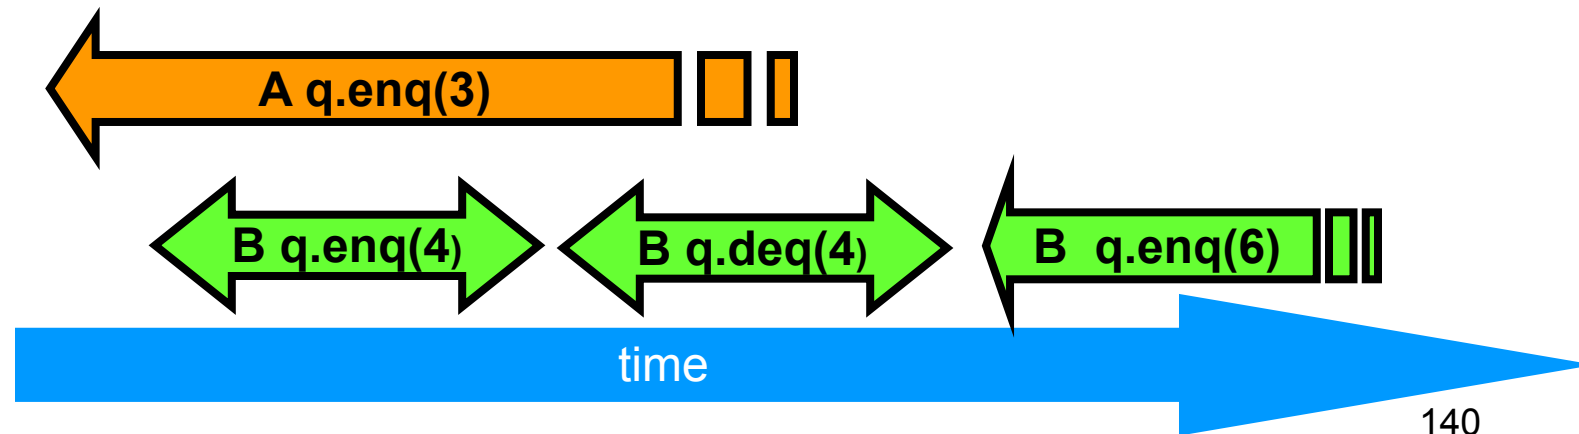 A q.enq(3)
B q.enq(4)
B q.deq(4)
B q.enq(6)
time
140